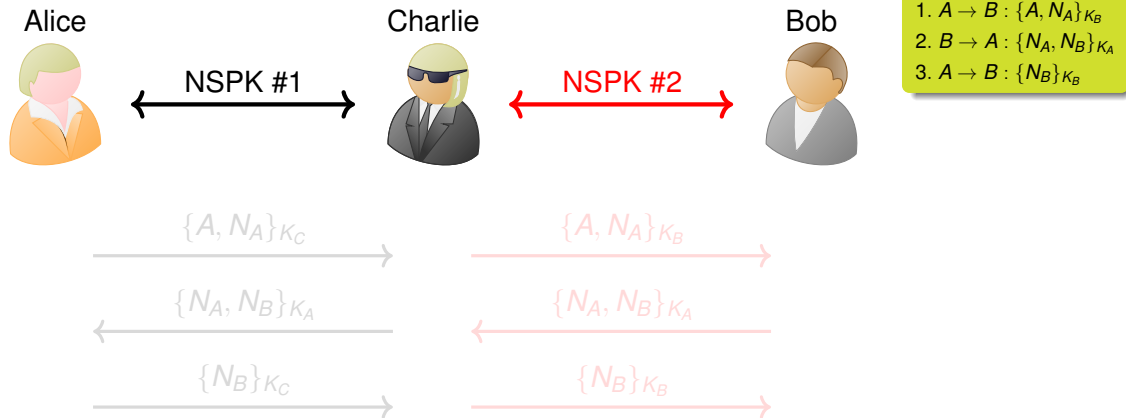 Alice
Charlie
Bob
NSPK #1
NSPK #2
1. A → B : {A, N_A}_{K_B}
2. B → A : {N_A, N_B}_{K_A}
3. A → B : {N_B}_{K_B}
{A, N_A}_{K_C}
{A, N_A}_{K_B}
{N_A, N_B}_{K_A}
{N_A, N_B}_{K_A}
{N_B}_{K_C}
{N_B}_{K_B}